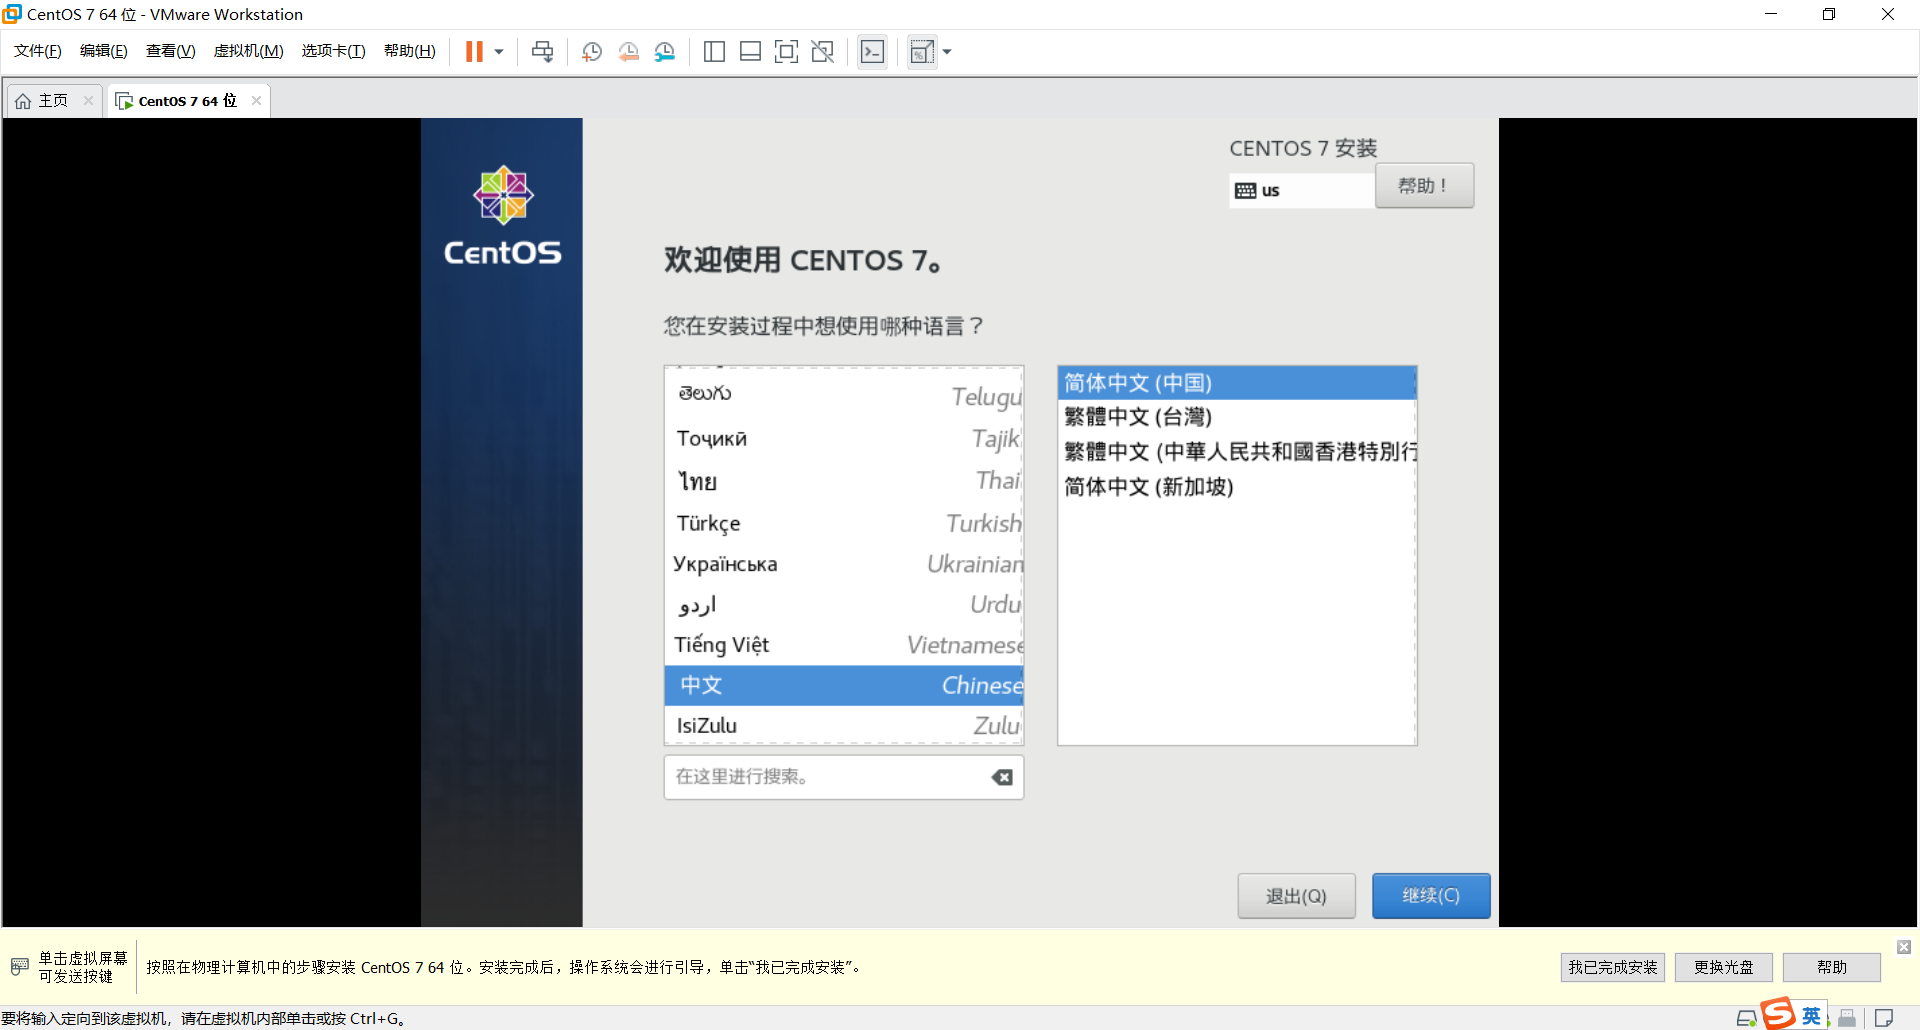 CentOS 7 64 位 - VMware Workstation
文件(F) 编辑(E) 查看(V) 虚拟机(M) 选项卡(T) 帮助(H)
主页 CentOS 7 64 位
CentOS
CENTOS 7 安装
us 帮助！
欢迎使用 CENTOS 7。
您在安装过程中想使用哪种语言？
తెలుగు Telugu
Тоҷикӣ Tajik
ไทย Thai
Türkçe Turkish
Українська Ukrainian
اردو Urdu
Tiếng Việt Vietnamese
中文 Chinese
IsiZulu Zulu
简体中文 (中国)
繁體中文 (台灣)
繁體中文 (中華人民共和國香港特別行
简体中文 (新加坡)
在这里进行搜索。
退出(Q) 继续(C)
单击虚拟屏幕
可发送按键
按照在物理计算机中的步骤安装 CentOS 7 64 位。安装完成后，操作系统会进行引导，单击“我已完成安装”。
我已完成安装 更换光盘 帮助
要将输入定向到该虚拟机，请在虚拟机内部单击或按 Ctrl+G。
英